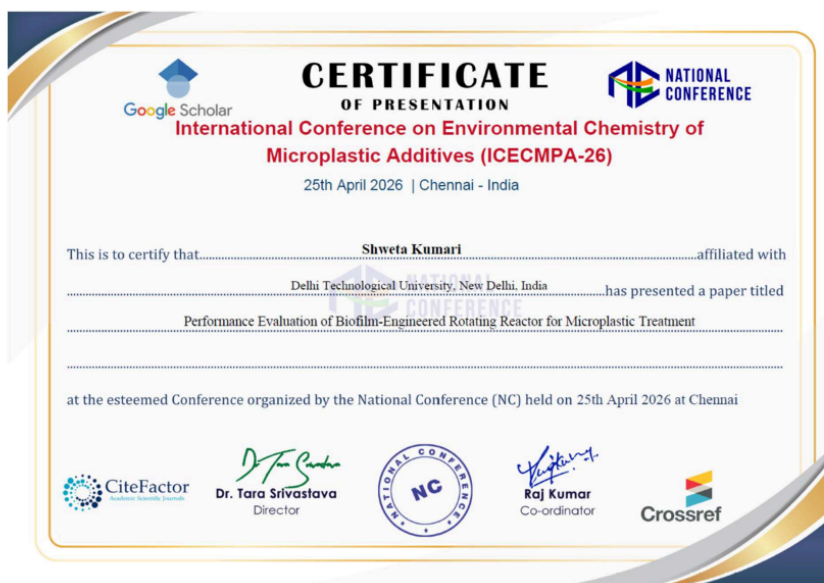 CERTIFICATE
OF PRESENTATION
Google Scholar
NATIONAL
CONFERENCE
International Conference on Environmental Chemistry of
Microplastic Additives (ICECMPA-26)
25th April 2026 | Chennai - India
This is to certify that Shweta Kumari affiliated with
Delhi Technological University, New Delhi, India has presented a paper titled
NATIONAL
CONFERENCE
Performance Evaluation of Biofilm-Engineered Rotating Reactor for Microplastic Treatment
at the esteemed Conference organized by the National Conference (NC) held on 25th April 2026 at Chennai
CiteFactor
Academic Scientific Journals
Dr. Tara Srivastava
Director
NATIONAL CONFERENCE
NC
Raj Kumar
Co-ordinator
Crossref